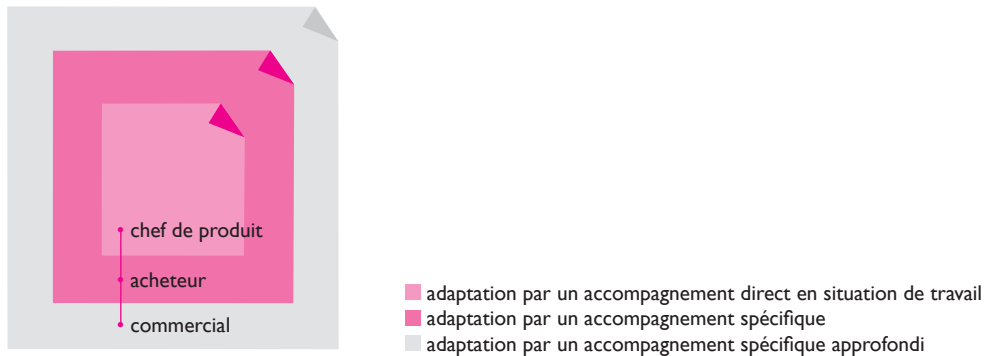 chef de produit
acheteur
commercial
adaptation par un accompagnement direct en situation de travail
adaptation par un accompagnement spécifique
adaptation par un accompagnement spécifique approfondi